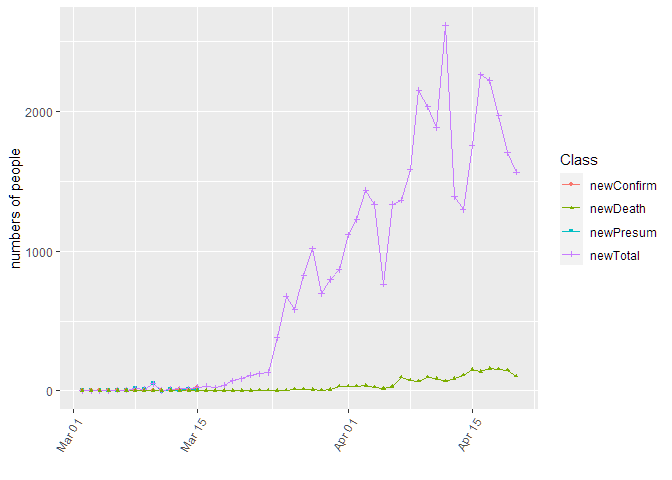 2000
1000
0
numbers of people
Mar 01
Mar 15
Apr 01
Apr 15
Class
newConfirm
newDeath
newPresum
newTotal